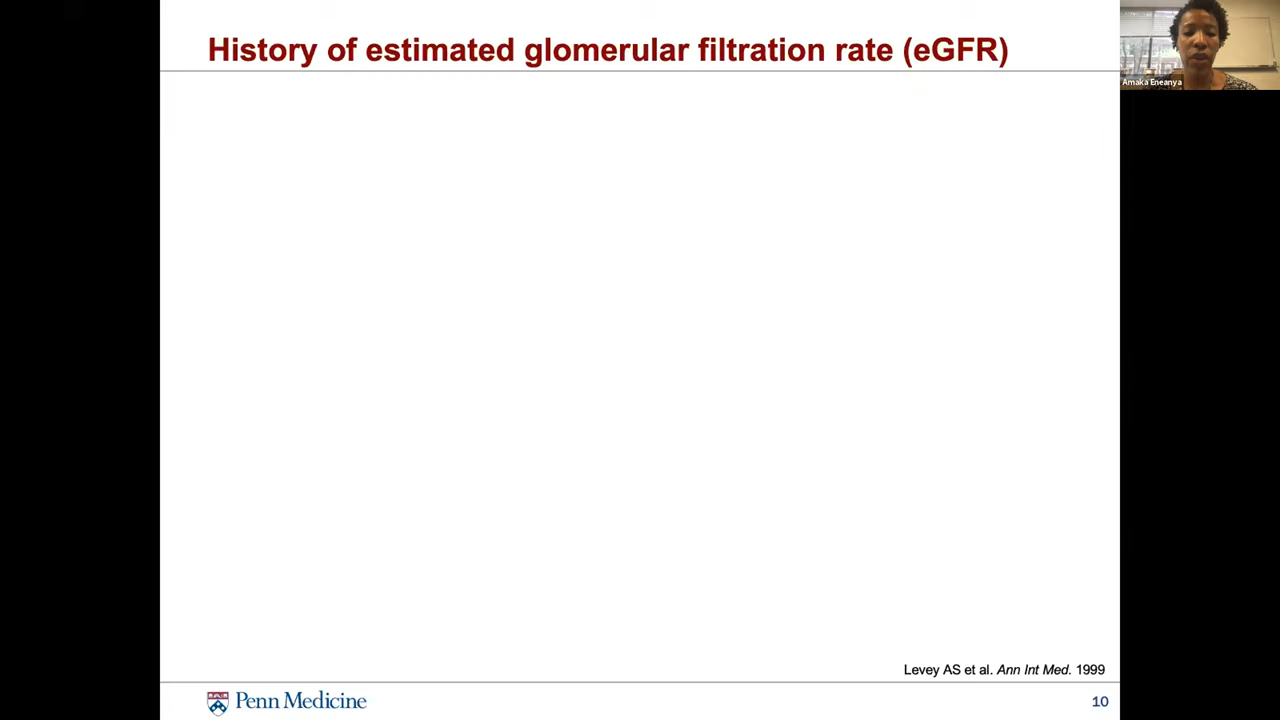 History of estimated glomerular filtration rate (eGFR)
Amaka Eneanya
Levey AS et al. Ann Int Med. 1999
Penn Medicine
10